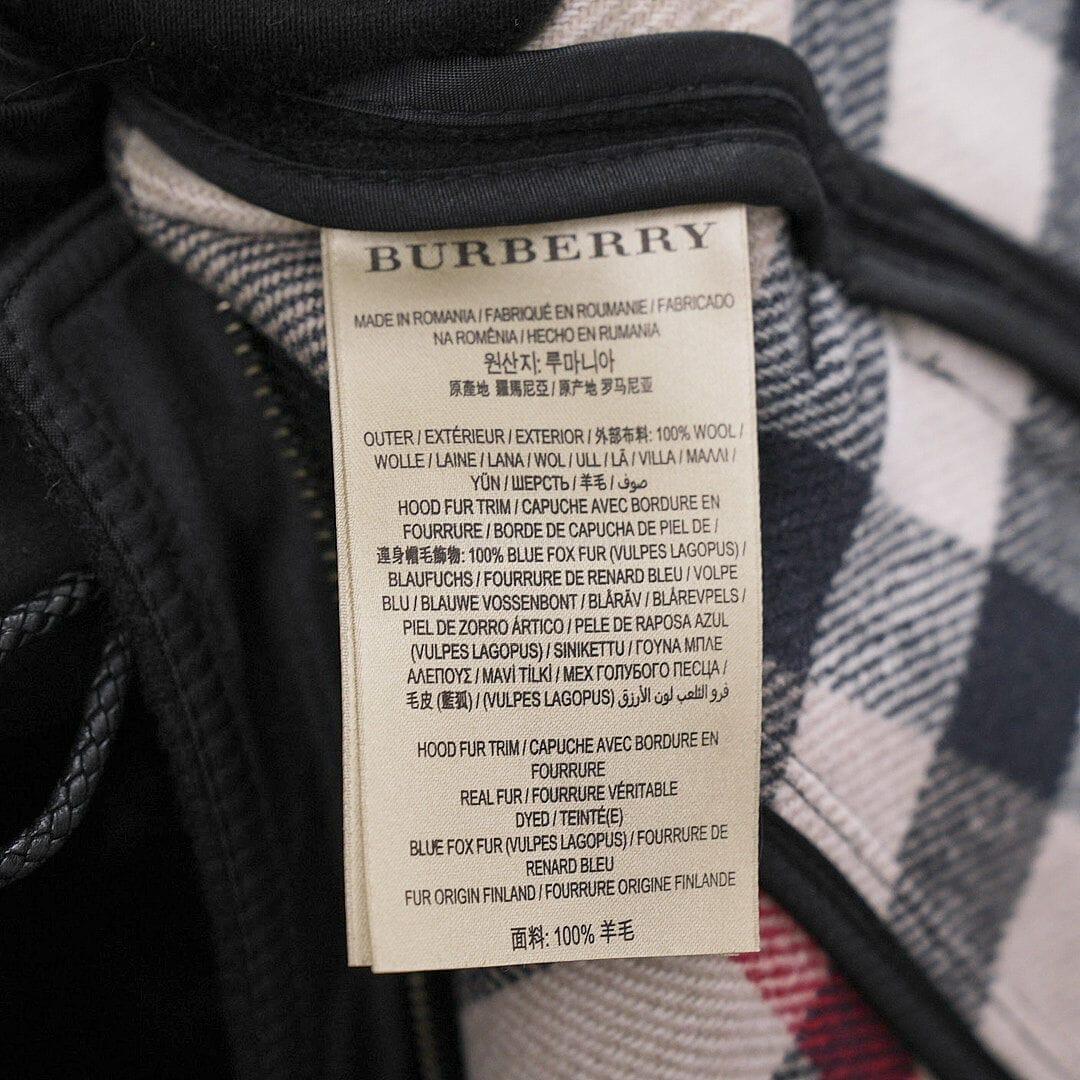 BURBERRY
MADE IN ROMANIA / FABRIQUÉ EN ROUMANIE / FABRICADO
NA ROMÉNIA / HECHO EN RUMANIA
원산지: 루마니아
原產地 羅馬尼亞 / 原产地 罗马尼亚
OUTER / EXTÉRIEUR / EXTERIOR / 外部布料: 100% WOOL /
WOLLE / LAINE / LANA / WOL / ULL / LÃ / VILLA / ΜΑΛΛΙ /
YÜN / ШЕРСТЬ / 羊毛 / صوف
HOOD FUR TRIM / CAPUCHE AVEC BORDURE EN
FOURRURE / BORDE DE CAPUCHA DE PIEL DE /
連身帽毛飾物: 100% BLUE FOX FUR (VULPES LAGOPUS) /
BLAUFUCHS / FOURRURE DE RENARD BLEU / VOLPE
BLU / BLAUWE VOSSENBONT / BLÅRÄV / BLÅREVPELS /
PIEL DE ZORRO ÁRTICO / PELE DE RAPOSA AZUL
(VULPES LAGOPUS) / SINIKETTU / ΓΟΥΝΑ ΜΠΛΕ
ΑΛΕΠΟΥΣ / MAVİ TİLKİ / МЕХ ГОЛУБОГО ПЕСЦА /
毛皮 (藍狐) / (VULPES LAGOPUS) فرو الثلعب لون الأرزق
HOOD FUR TRIM / CAPUCHE AVEC BORDURE EN
FOURRURE
REAL FUR / FOURRURE VÉRITABLE
DYED / TEINTÉ(E)
BLUE FOX FUR (VULPES LAGOPUS) / FOURRURE DE
RENARD BLEU
FUR ORIGIN FINLAND / FOURRURE ORIGINE FINLANDE
面料: 100% 羊毛